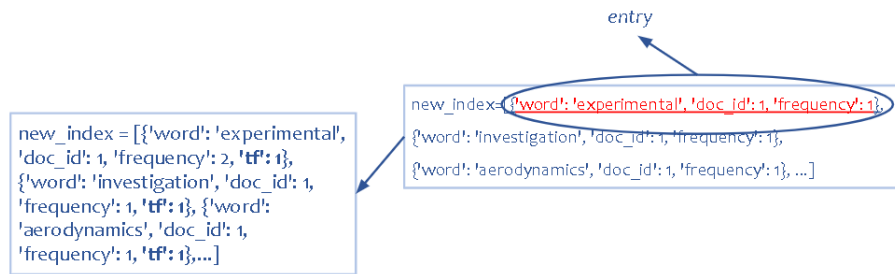 entry
new_index=[{'word': 'experimental', 'doc_id': 1, 'frequency': 1},
{'word': 'investigation', 'doc_id': 1, 'frequency': 1},
{'word': 'aerodynamics', 'doc_id': 1, 'frequency': 1}, ...]
new_index = [{'word': 'experimental',
'doc_id': 1, 'frequency': 2, 'tf': 1},
{'word': 'investigation', 'doc_id': 1,
'frequency': 1, 'tf': 1}, {'word':
'aerodynamics', 'doc_id': 1,
'frequency': 1, 'tf': 1},...]